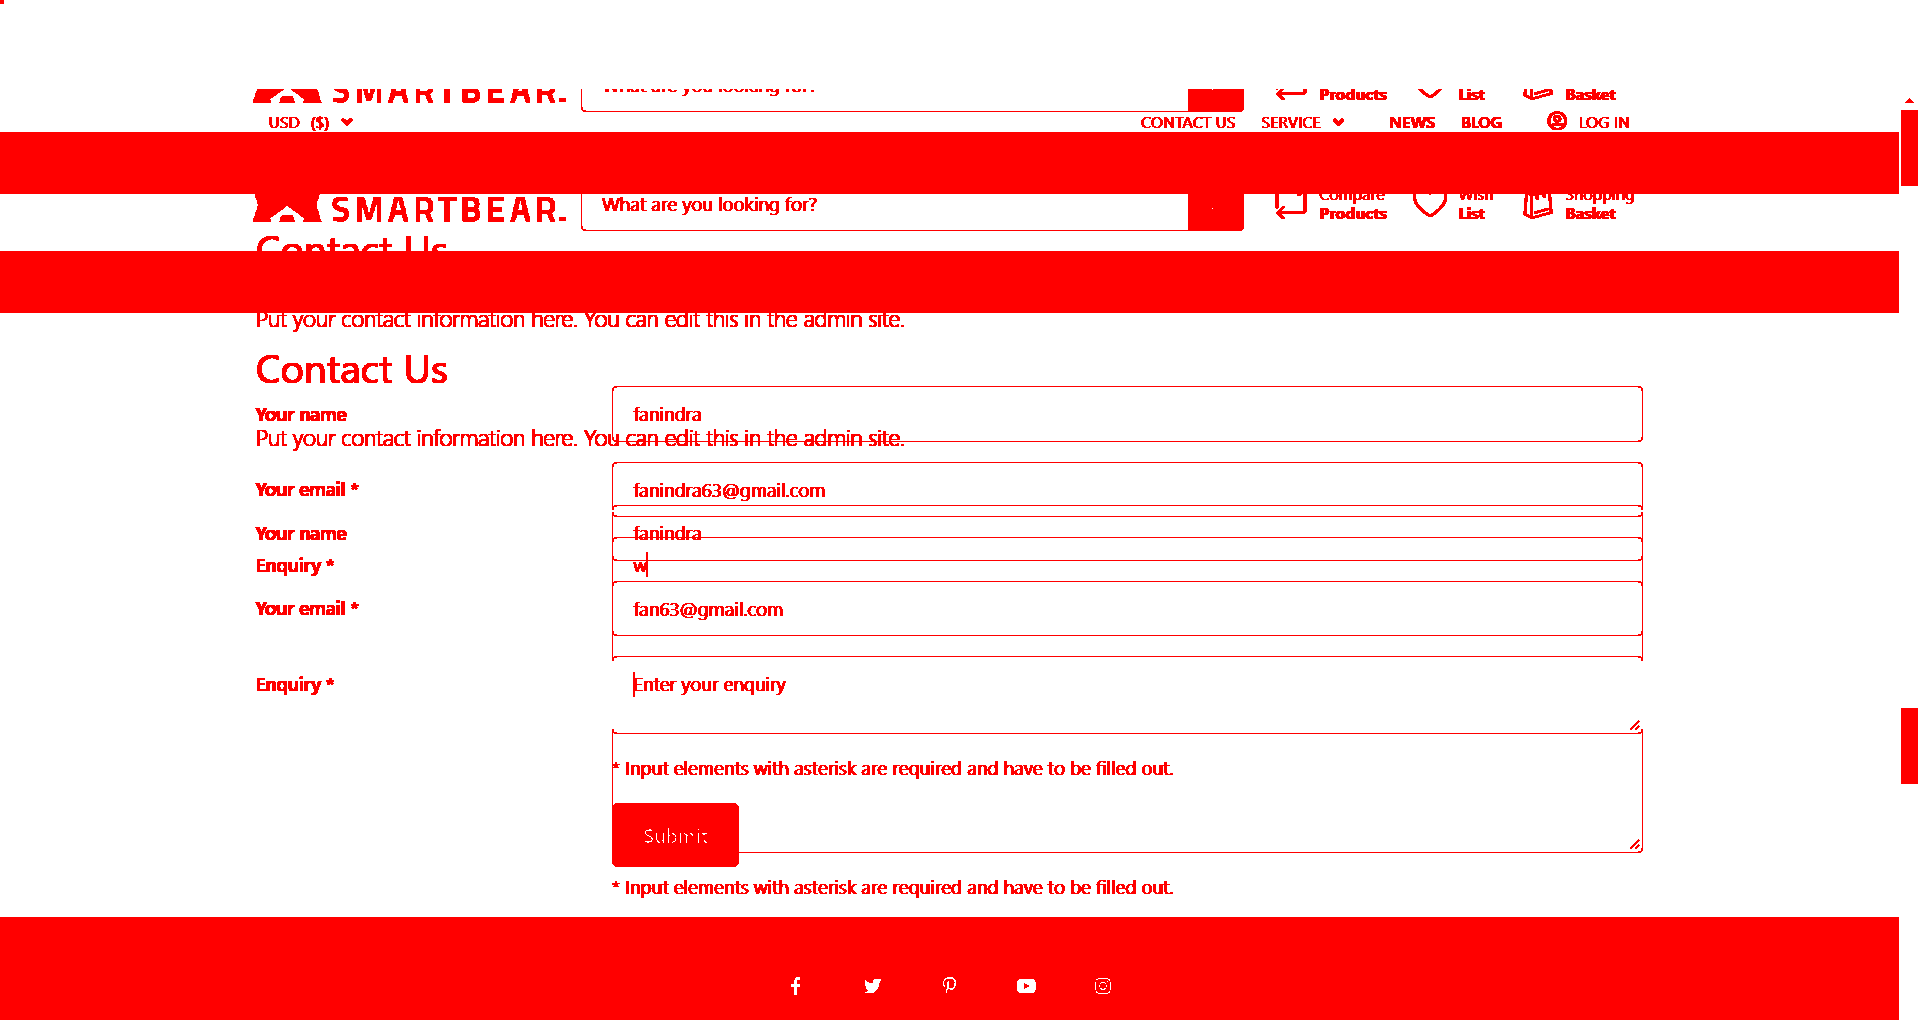 SMARTBEAR. What are you looking for? Products List Basket
USD ($) CONTACT US SERVICE NEWS BLOG LOG IN
SMARTBEAR. What are you looking for? Compare Products Wish List Shopping Basket
Contact Us
Put your contact information here. You can edit this in the admin site.
Contact Us
Your name fanindra
Put your contact information here. You can edit this in the admin site.
Your email * fanindra63@gmail.com
Your name fanindra
Enquiry * w
Your email * fan63@gmail.com
Enquiry * Enter your enquiry
* Input elements with asterisk are required and have to be filled out.
Submit
* Input elements with asterisk are required and have to be filled out.